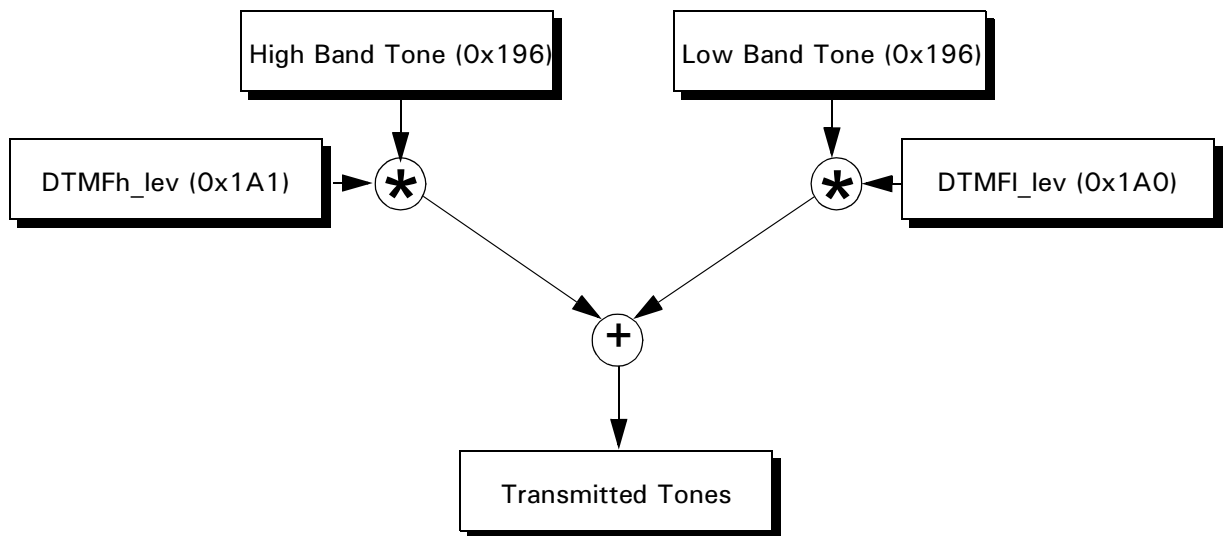 High Band Tone (0x196)
Low Band Tone (0x196)
DTMFh_lev (0x1A1)
*
*
DTMFl_lev (0x1A0)
+
Transmitted Tones